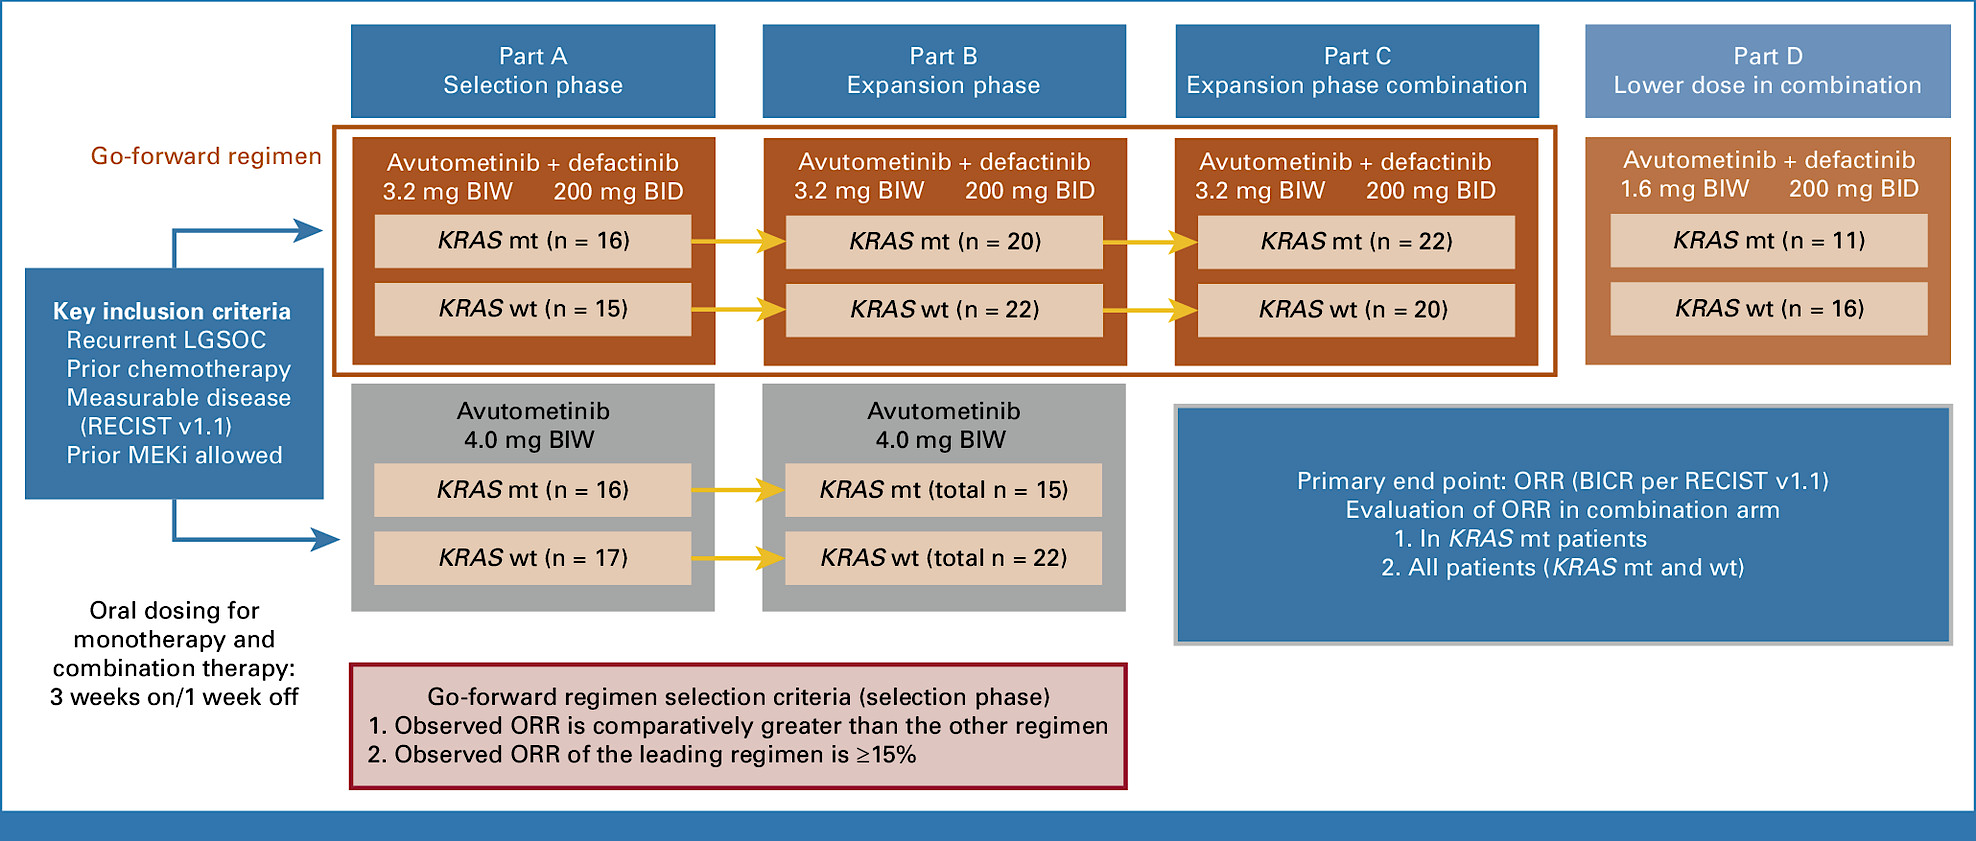 Part A
Selection phase
Part B
Expansion phase
Part C
Expansion phase combination
Part D
Lower dose in combination
Go-forward regimen
Avutometinib + defactinib
3.2 mg BIW 200 mg BID
KRAS mt (n = 16)
KRAS wt (n = 15)
Avutometinib + defactinib
3.2 mg BIW 200 mg BID
KRAS mt (n = 20)
KRAS wt (n = 22)
Avutometinib + defactinib
3.2 mg BIW 200 mg BID
KRAS mt (n = 22)
KRAS wt (n = 20)
Avutometinib + defactinib
1.6 mg BIW 200 mg BID
KRAS mt (n = 11)
KRAS wt (n = 16)
Key inclusion criteria
Recurrent LGSOC
Prior chemotherapy
Measurable disease
(RECIST v1.1)
Prior MEKi allowed
Avutometinib
4.0 mg BIW
KRAS mt (n = 16)
KRAS wt (n = 17)
Avutometinib
4.0 mg BIW
KRAS mt (total n = 15)
KRAS wt (total n = 22)
Primary end point: ORR (BICR per RECIST v1.1)
Evaluation of ORR in combination arm
1. In KRAS mt patients
2. All patients (KRAS mt and wt)
Oral dosing for
monotherapy and
combination therapy:
3 weeks on/1 week off
Go-forward regimen selection criteria (selection phase)
1. Observed ORR is comparatively greater than the other regimen
2. Observed ORR of the leading regimen is ≥15%